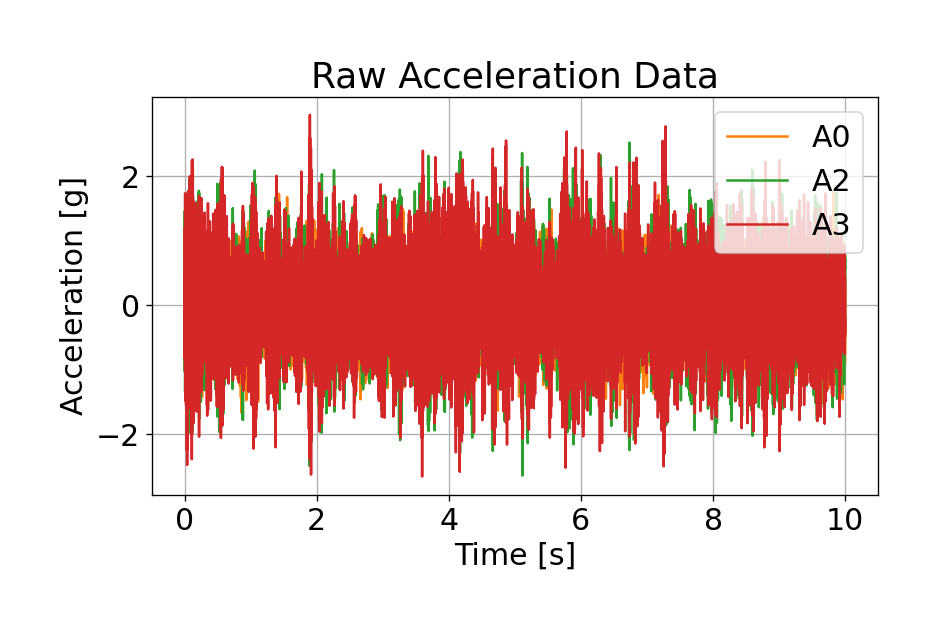 Raw Acceleration Data
A0
A2
A3
Acceleration [g]
2
0
−2
0 2 4 6 8 10
Time [s]